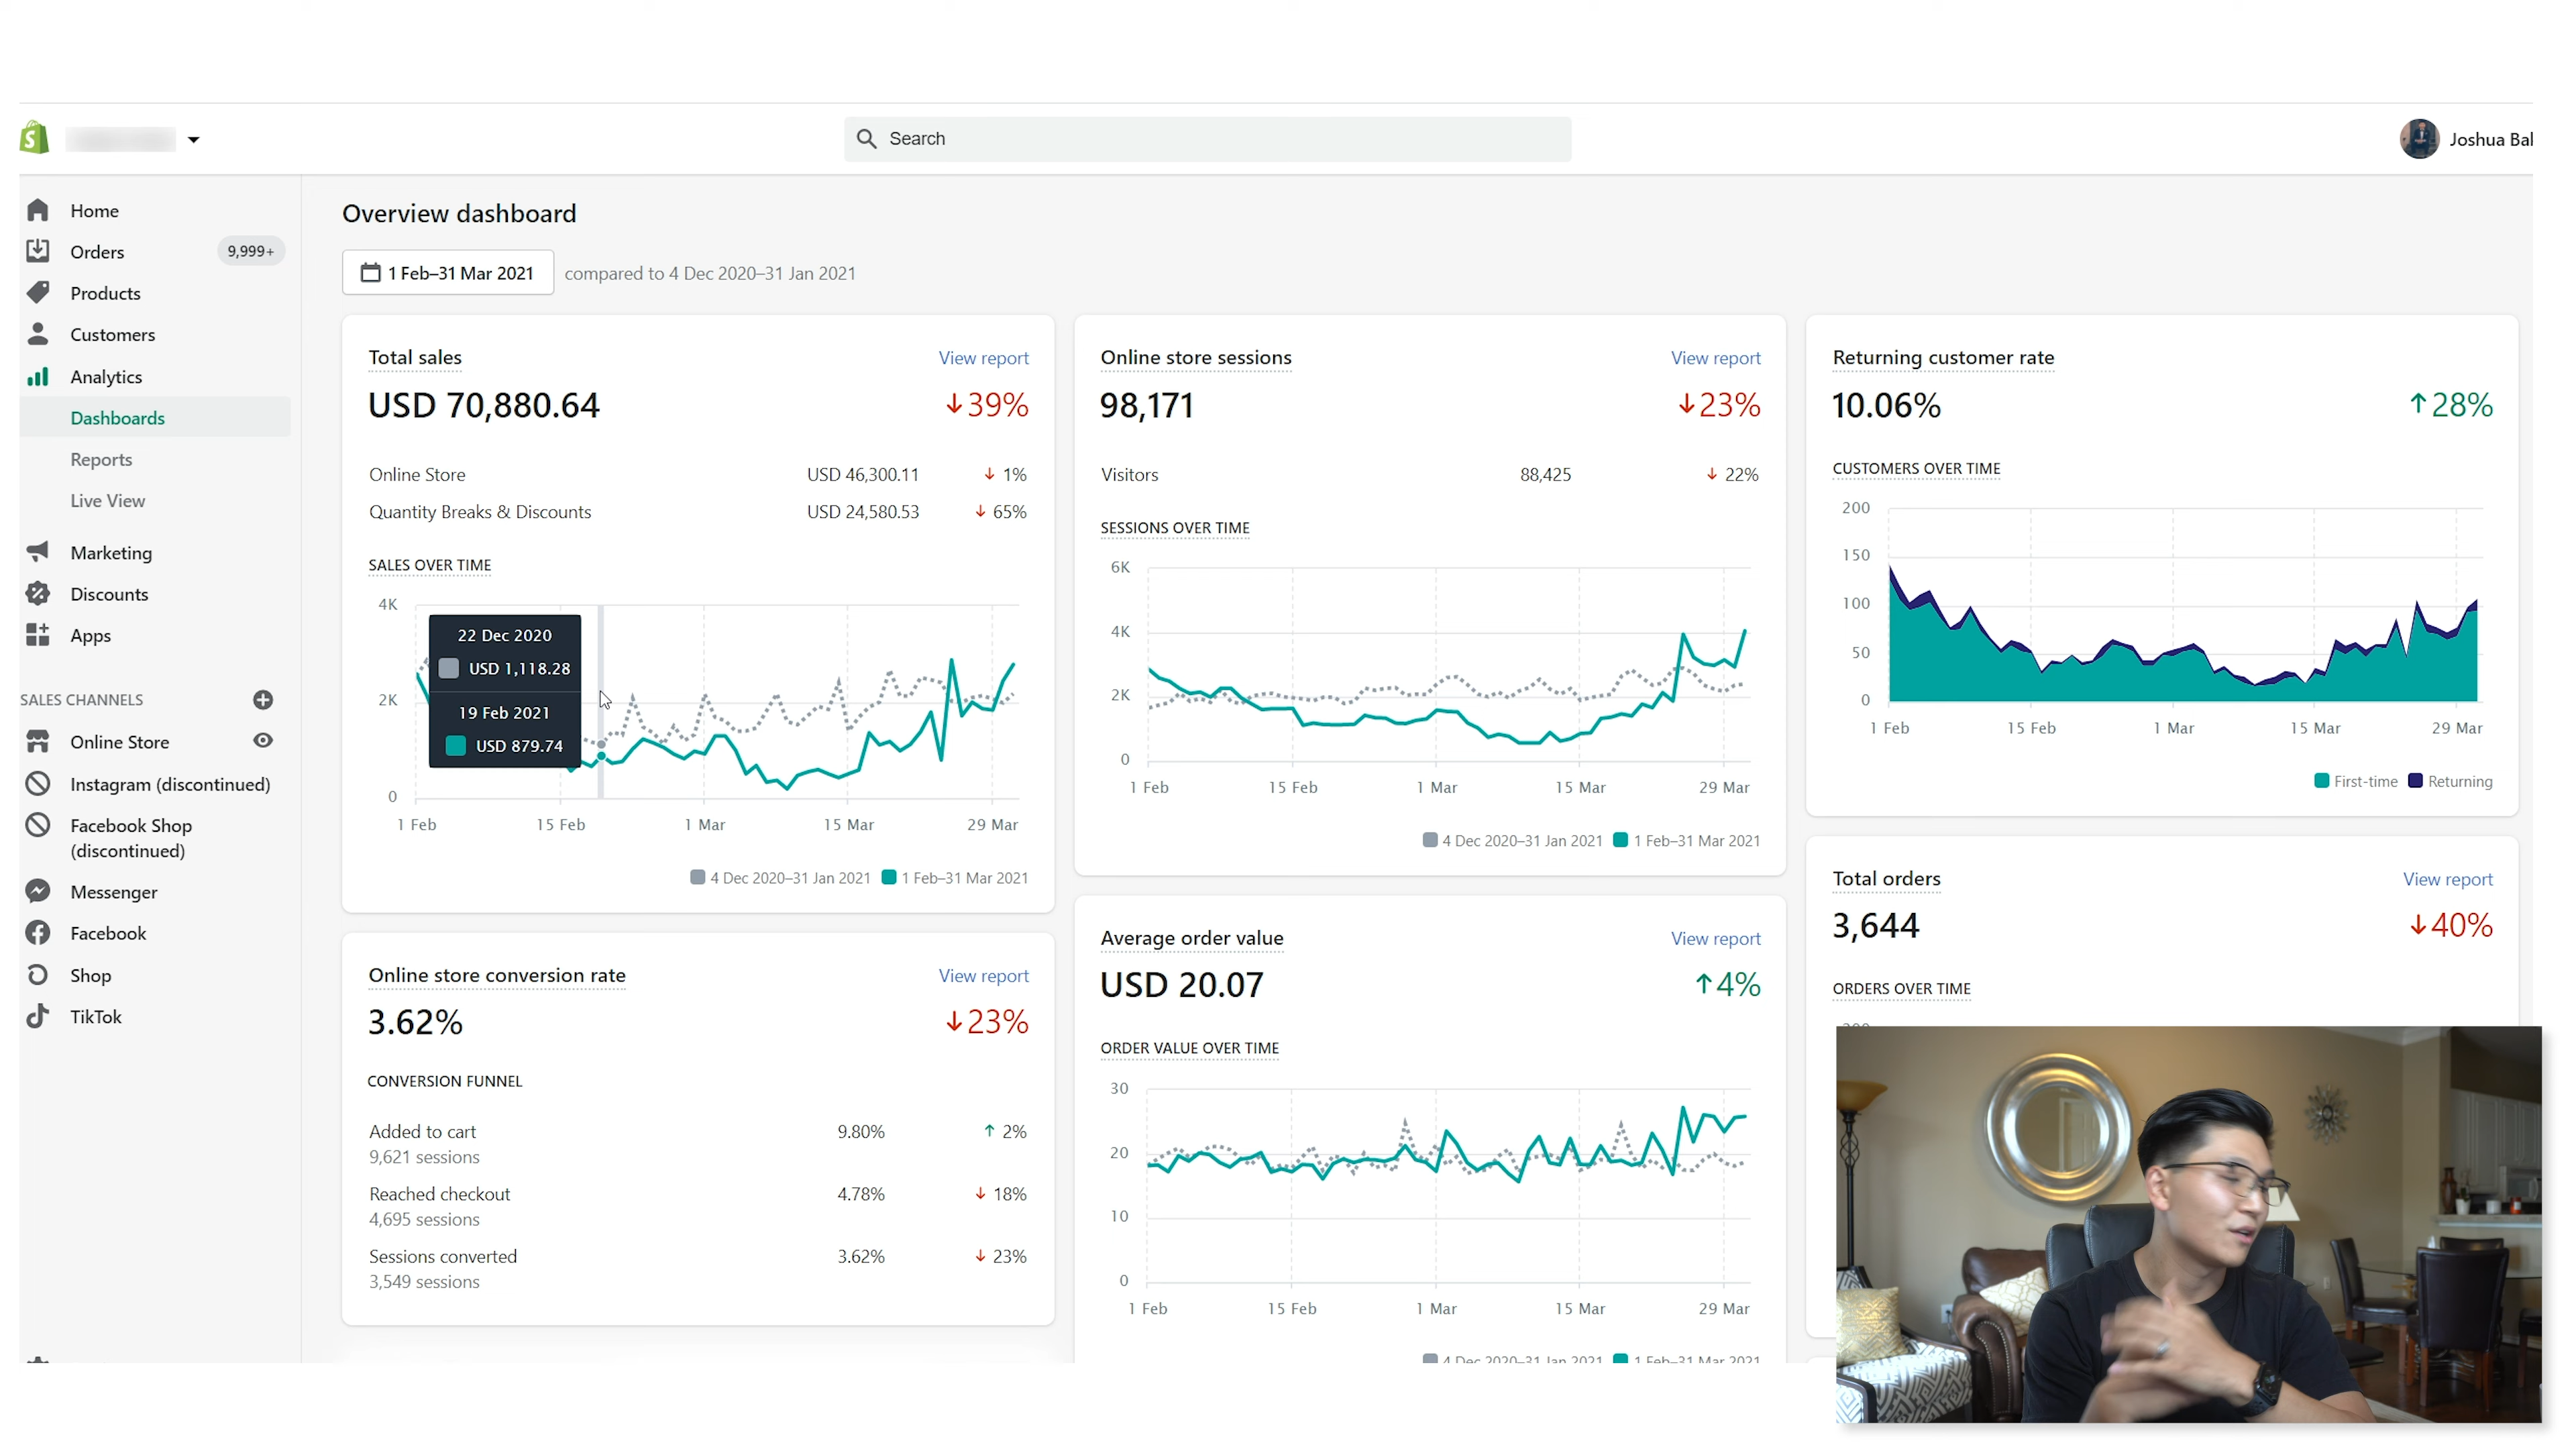 Search
Joshua Bal
Home
Orders 9,999+
Products
Customers
Analytics
Dashboards
Reports
Live View
Marketing
Discounts
Apps
SALES CHANNELS
Online Store
Instagram (discontinued)
Facebook Shop
(discontinued)
Messenger
Facebook
Shop
TikTok
Overview dashboard
1 Feb–31 Mar 2021 compared to 4 Dec 2020–31 Jan 2021
Total sales View report
USD 70,880.64 ↓39%
Online Store USD 46,300.11 ↓ 1%
Quantity Breaks & Discounts USD 24,580.53 ↓ 65%
SALES OVER TIME
4K
2K
0
22 Dec 2020
USD 1,118.28
19 Feb 2021
USD 879.74
1 Feb 15 Feb 1 Mar 15 Mar 29 Mar
4 Dec 2020–31 Jan 2021 1 Feb–31 Mar 2021
Online store conversion rate View report
3.62% ↓23%
CONVERSION FUNNEL
Added to cart 9.80% ↑ 2%
9,621 sessions
Reached checkout 4.78% ↓ 18%
4,695 sessions
Sessions converted 3.62% ↓ 23%
3,549 sessions
Online store sessions View report
98,171 ↓23%
Visitors 88,425 ↓ 22%
SESSIONS OVER TIME
6K
4K
2K
0
1 Feb 15 Feb 1 Mar 15 Mar 29 Mar
4 Dec 2020–31 Jan 2021 1 Feb–31 Mar 2021
Average order value View report
USD 20.07 ↑4%
ORDER VALUE OVER TIME
30
20
10
0
1 Feb 15 Feb 1 Mar 15 Mar 29 Mar
4 Dec 2020–31 Jan 2021 1 Feb–31 Mar 2021
Returning customer rate
10.06% ↑28%
CUSTOMERS OVER TIME
200
150
100
50
0
1 Feb 15 Feb 1 Mar 15 Mar 29 Mar
First-time Returning
Total orders View report
3,644 ↓40%
ORDERS OVER TIME